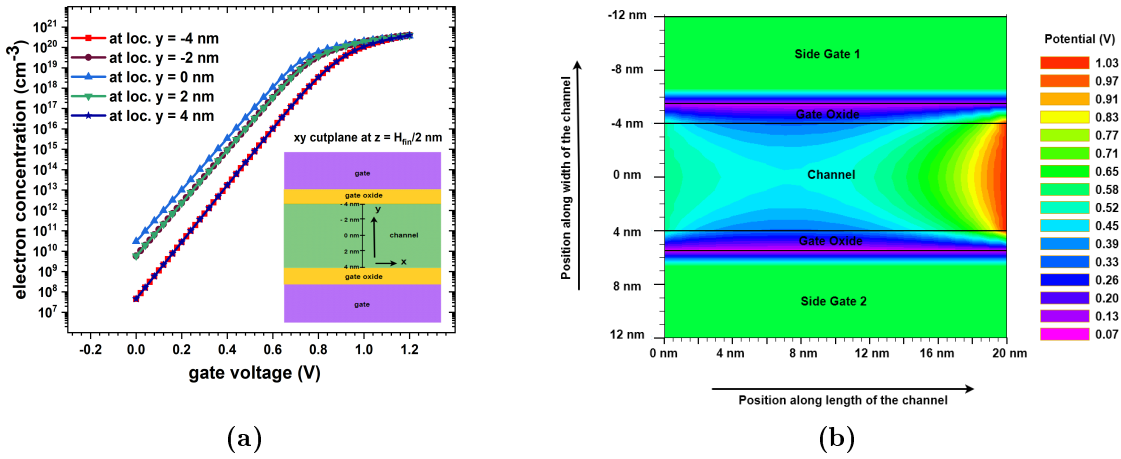 electron concentration (cm-3)
10^21
10^20
10^19
10^18
10^17
10^16
10^15
10^14
10^13
10^12
10^11
10^10
10^9
10^8
10^7
at loc. y = -4 nm
at loc. y = -2 nm
at loc. y = 0 nm
at loc. y = 2 nm
at loc. y = 4 nm
xy cutplane at z = Hfin/2 nm
gate
gate oxide
- 4 nm
- 2 nm
0 nm
2 nm
4 nm
y
x
channel
gate oxide
gate
-0.2 0.0 0.2 0.4 0.6 0.8 1.0 1.2
gate voltage (V)
(a)
Position along width of the channel
-12 nm
-8 nm
-4 nm
0 nm
4 nm
8 nm
12 nm
Side Gate 1
Gate Oxide
Channel
Gate Oxide
Side Gate 2
0 nm 4 nm 8 nm 12 nm 16 nm 20 nm
Position along length of the channel
Potential (V)
1.03
0.97
0.91
0.83
0.77
0.71
0.65
0.58
0.52
0.45
0.39
0.33
0.26
0.20
0.13
0.07
(b)